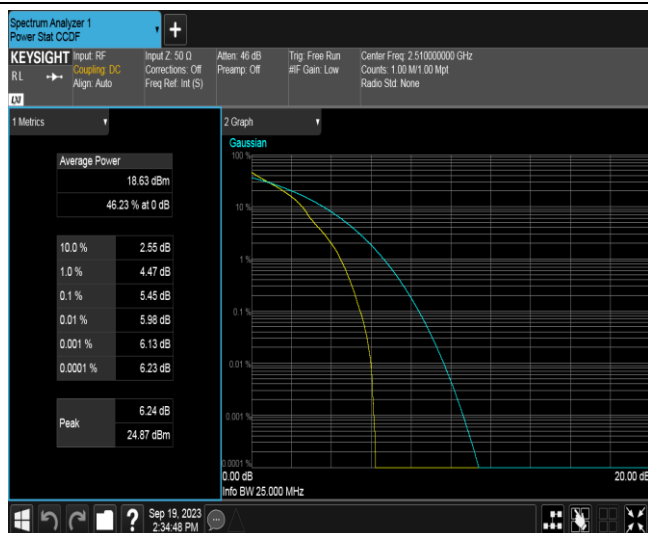 Spectrum Analyzer 1
Power Stat CCDF
KEYSIGHT
RL
LXI
Input: RF
Coupling: DC
Align: Auto
Input Z: 50 Ω
Corrections: Off
Freq Ref: Int (S)
Atten: 46 dB
Preamp: Off
Trig: Free Run
#IF Gain: Low
Center Freq: 2.510000000 GHz
Counts: 1.00 M/1.00 Mpt
Radio Std: None
1 Metrics
Average Power
18.63 dBm
46.23 % at 0 dB
10.0 % 2.55 dB
1.0 % 4.47 dB
0.1 % 5.45 dB
0.01 % 5.98 dB
0.001 % 6.13 dB
0.0001 % 6.23 dB
Peak
6.24 dB
24.87 dBm
2 Graph
Gaussian
100 %
10 %
1 %
0.1 %
0.01 %
0.001 %
0.0001 %
0.00 dB 20.00 dB
Info BW 25.000 MHz
?
Sep 19, 2023
2:34:48 PM